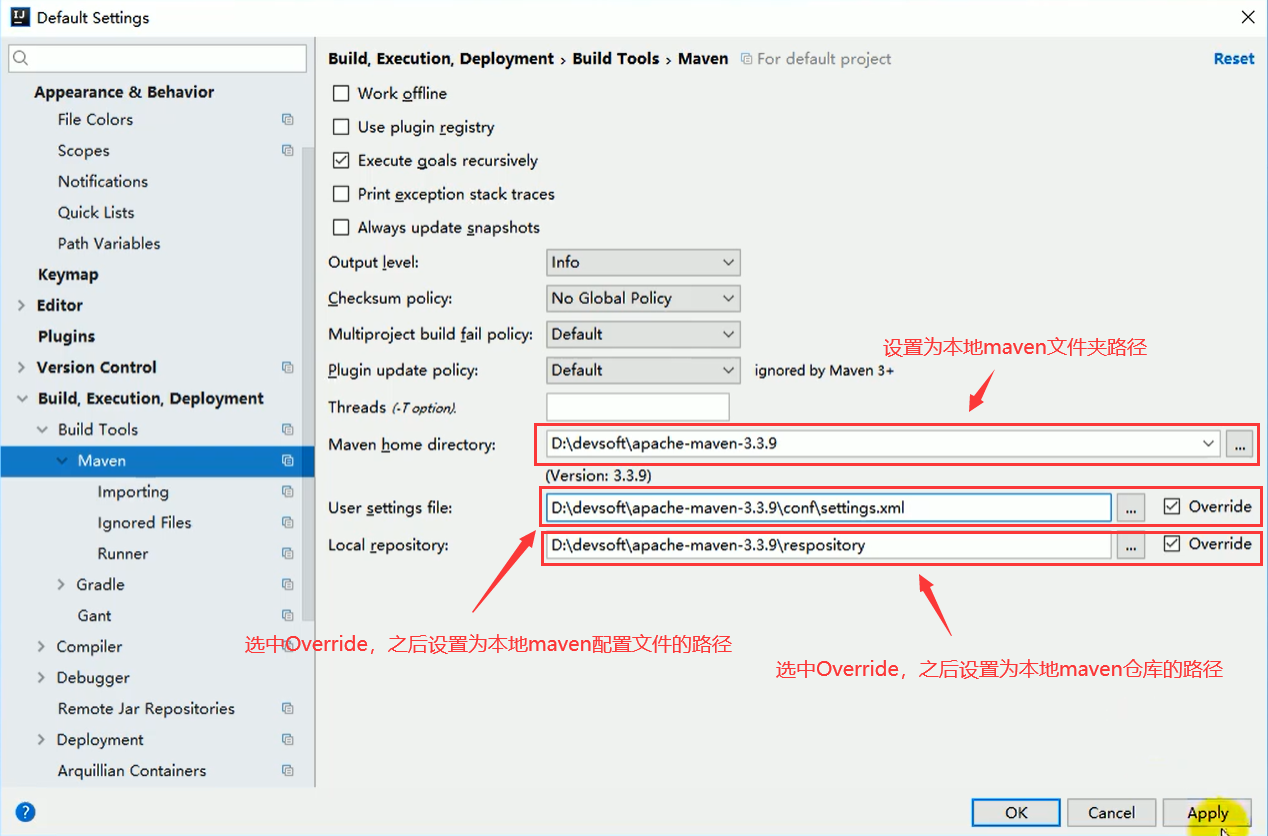 Default Settings
Appearance & Behavior
File Colors
Scopes
Notifications
Quick Lists
Path Variables
Keymap
Editor
Plugins
Version Control
Build, Execution, Deployment
Build Tools
Maven
Importing
Ignored Files
Runner
Gradle
Gant
Compiler
Debugger
Remote Jar Repositories
Deployment
Arquillian Containers
Build, Execution, Deployment › Build Tools › Maven For default project Reset
Work offline
Use plugin registry
Execute goals recursively
Print exception stack traces
Always update snapshots
Output level: Info
Checksum policy: No Global Policy
Multiproject build fail policy: Default
设置为本地maven文件夹路径
Plugin update policy: Default ignored by Maven 3+
Threads (-T option).
Maven home directory: D:\devsoft\apache-maven-3.3.9 ...
(Version: 3.3.9)
User settings file: D:\devsoft\apache-maven-3.3.9\conf\settings.xml ... Override
Local repository: D:\devsoft\apache-maven-3.3.9\respository ... Override
选中Override，之后设置为本地maven配置文件的路径
选中Override，之后设置为本地maven仓库的路径
? OK Cancel Apply